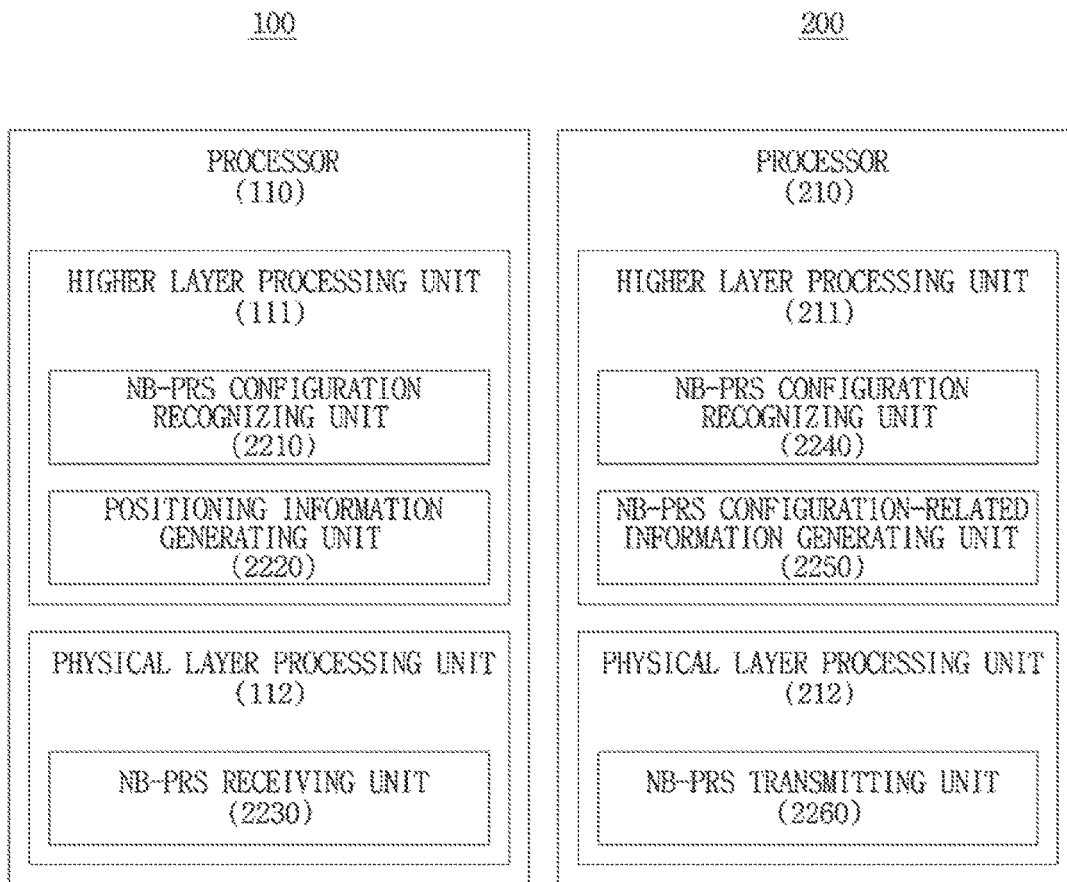 100
PROCESSOR
(110)
HIGHER LAYER PROCESSING UNIT
(111)
NB-PRS CONFIGURATION
RECOGNIZING UNIT
(2210)
POSITIONING INFORMATION
GENERATING UNIT
(2220)
PHYSICAL LAYER PROCESSING UNIT
(112)
NB-PRS RECEIVING UNIT
(2230)
200
PROCESSOR
(210)
HIGHER LAYER PROCESSING UNIT
(211)
NB-PRS CONFIGURATION
RECOGNIZING UNIT
(2240)
NB-PRS CONFIGURATION-RELATED
INFORMATION GENERATING UNIT
(2250)
PHYSICAL LAYER PROCESSING UNIT
(212)
NB-PRS TRANSMITTING UNIT
(2260)